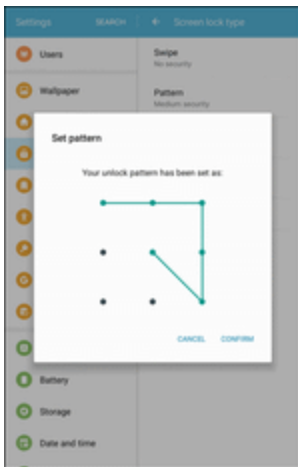 Settings
SEARCH
Screen lock type
Users
Swipe
No security
Wallpaper
Pattern
Medium security
Set pattern
Your unlock pattern has been set as:
CANCEL
CONFIRM
Battery
Storage
Date and time